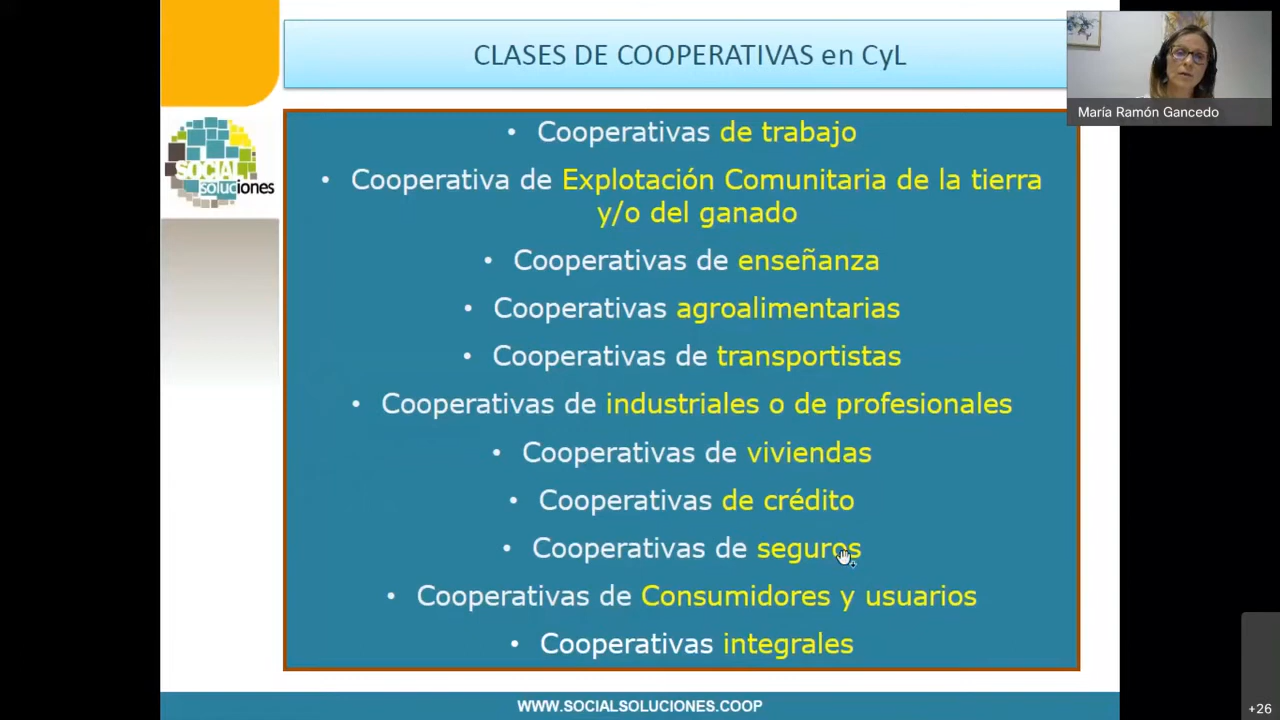 CLASES DE COOPERATIVAS en CyL
María Ramón Gancedo
SOCIAL
soluciones
• Cooperativas de trabajo
• Cooperativa de Explotación Comunitaria de la tierra
y/o del ganado
• Cooperativas de enseñanza
• Cooperativas agroalimentarias
• Cooperativas de transportistas
• Cooperativas de industriales o de profesionales
• Cooperativas de viviendas
• Cooperativas de crédito
• Cooperativas de seguros
• Cooperativas de Consumidores y usuarios
• Cooperativas integrales
WWW.SOCIALSOLUCIONES.COOP
+26